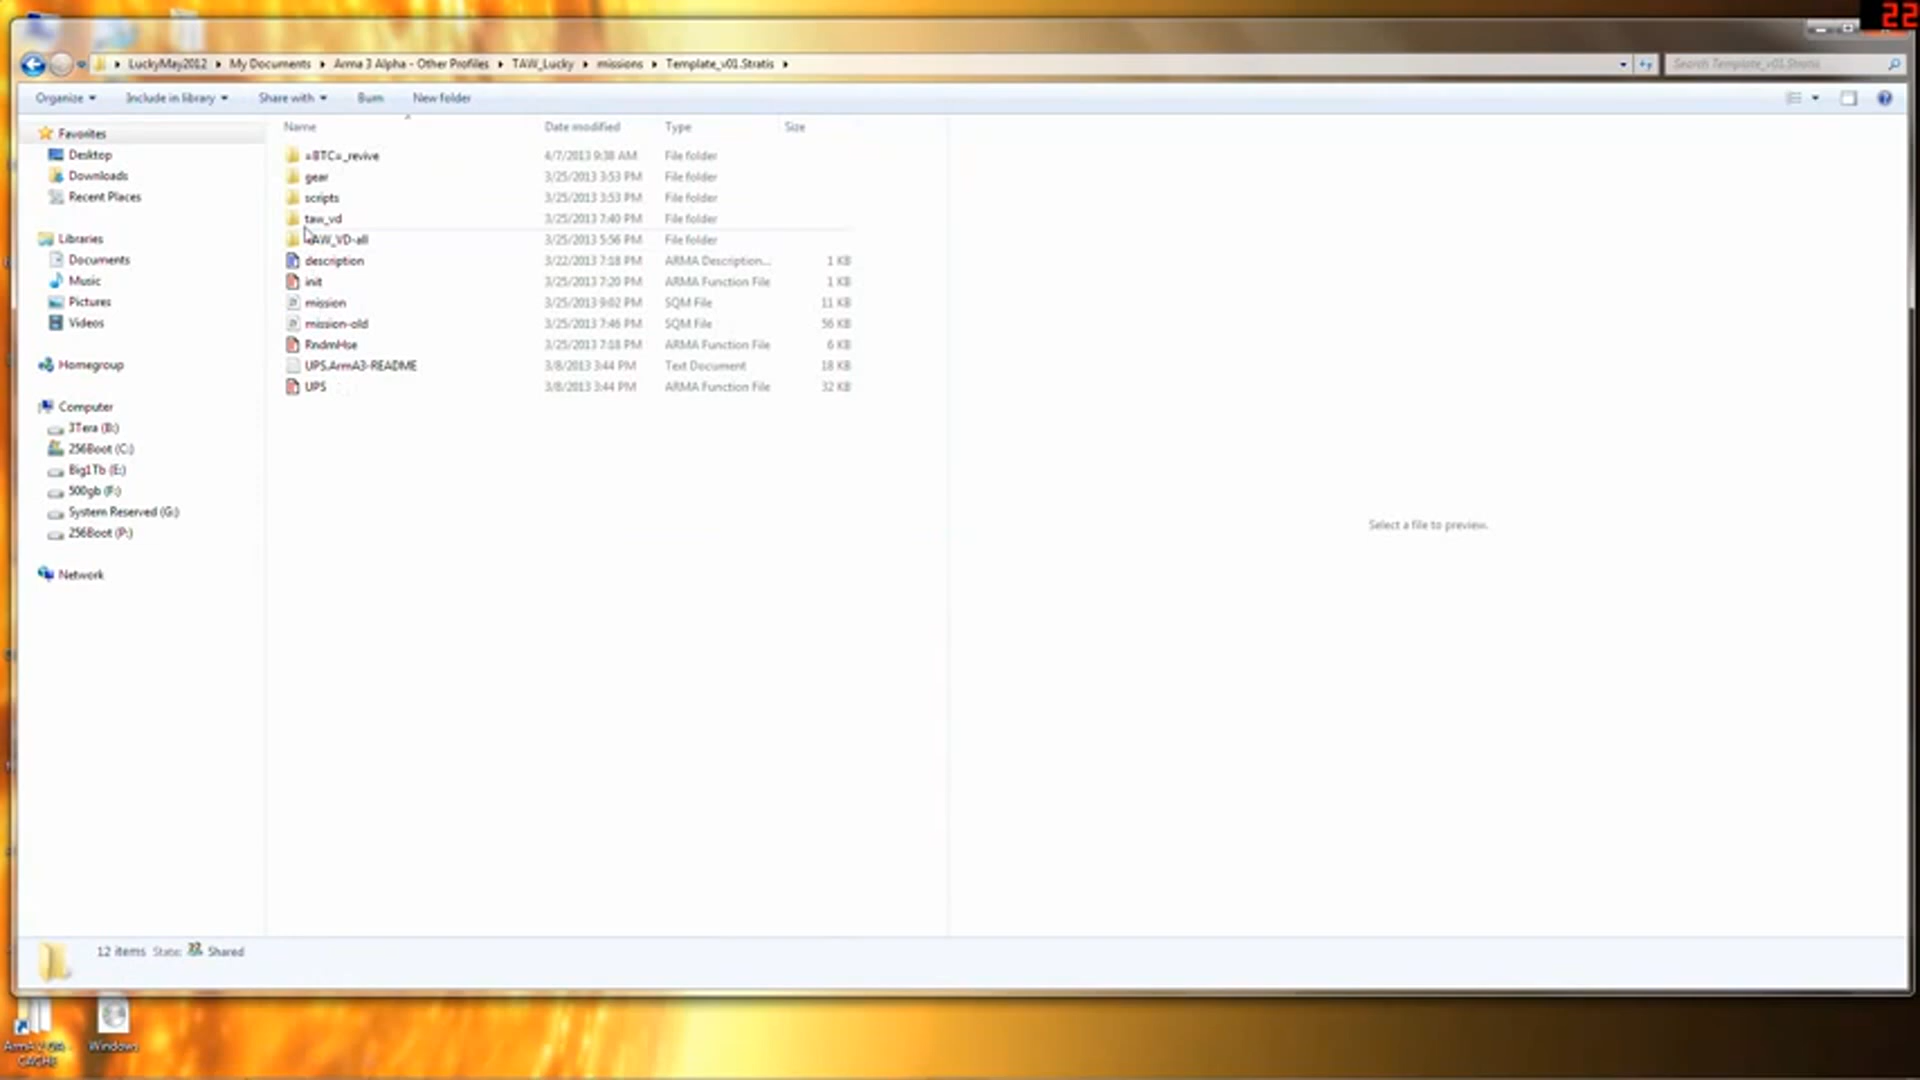 22
LuckyMay2012 My Documents Arma 3 Alpha - Other Profiles TAW_Lucky missions Template_v01.Stratis
Search Template_v01.Stratis
Organize Include in library Share with Burn New folder
Name Date modified Type Size
Favorites
Desktop
Downloads
Recent Places
Libraries
Documents
Music
Pictures
Videos
Homegroup
Computer
3Tera (B:)
256Boot (C:)
Big1Tb (E:)
500gb (F:)
System Reserved (G:)
256Boot (P:)
Network
=BTC=_revive 4/7/2013 9:38 AM File folder
gear 3/25/2013 3:53 PM File folder
scripts 3/25/2013 3:53 PM File folder
taw_vd 3/25/2013 7:40 PM File folder
TAW_VD-all 3/25/2013 5:56 PM File folder
description 3/22/2013 7:18 PM ARMA Description... 1 KB
init 3/25/2013 7:20 PM ARMA Function File 1 KB
mission 3/25/2013 9:02 PM SQM File 11 KB
mission-old 3/25/2013 7:46 PM SQM File 56 KB
RndmHse 3/25/2013 7:18 PM ARMA Function File 6 KB
UPS.ArmA3-README 3/8/2013 3:44 PM Text Document 18 KB
UPS 3/8/2013 3:44 PM ARMA Function File 32 KB
Select a file to preview.
12 items State: Shared
CACHE
Windows